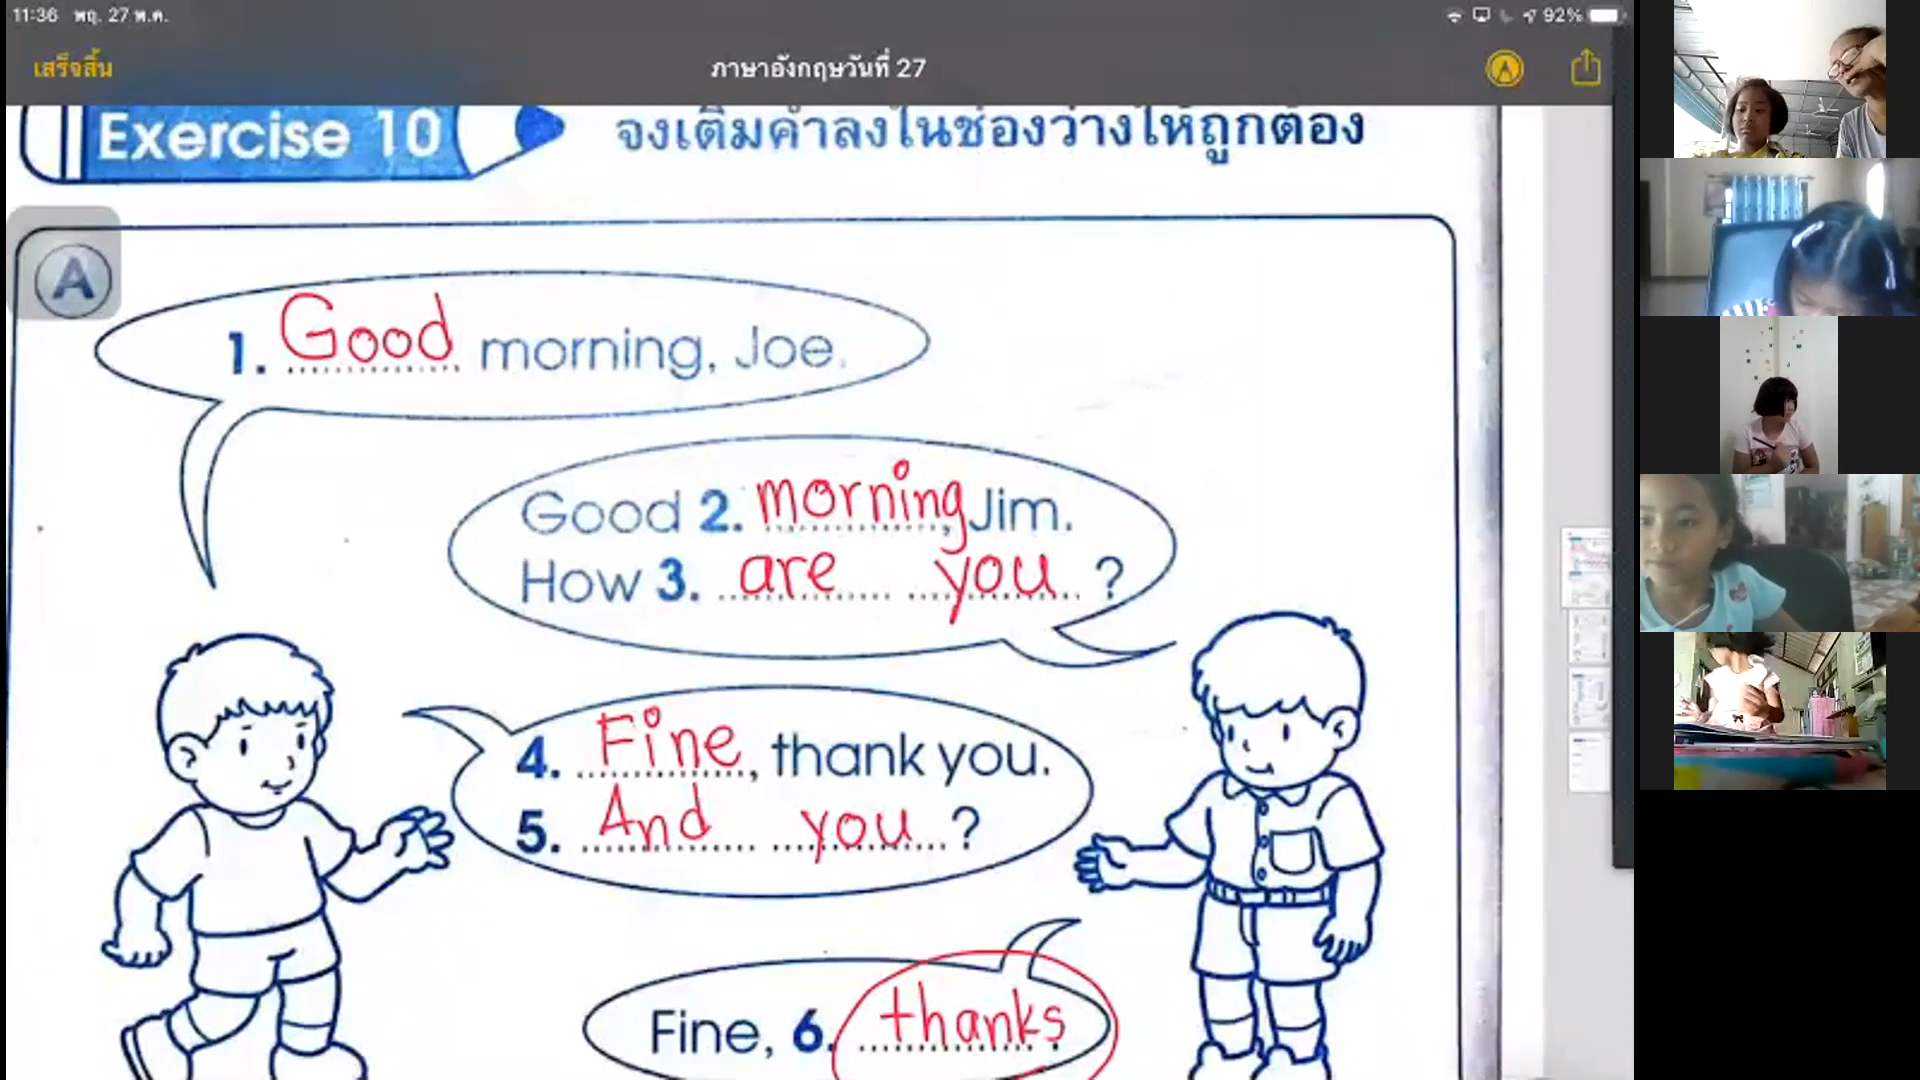 11:36 พฤ. 27 พ.ค.
92%
เสร็จสิ้น
ภาษาอังกฤษวันที่ 27
Exercise 10
จงเติมคำลงในช่องว่างให้ถูกต้อง
A
1. Good morning, Joe.
Good 2. morning, Jim.
How 3. are you ?
4. Fine, thank you.
5. And you ?
Fine, 6. thanks.